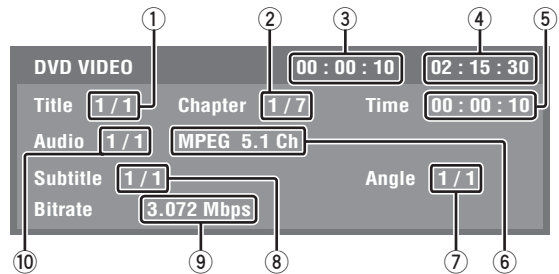 ① ② ③ ④ ⑤
DVD VIDEO 00 : 00 : 10 02 : 15 : 30
Title 1 / 1 Chapter 1 / 7 Time 00 : 00 : 10
Audio 1 / 1 MPEG 5.1 Ch
Subtitle 1 / 1 Angle 1 / 1
Bitrate 3.072 Mbps
⑩ ⑨ ⑧ ⑦ ⑥